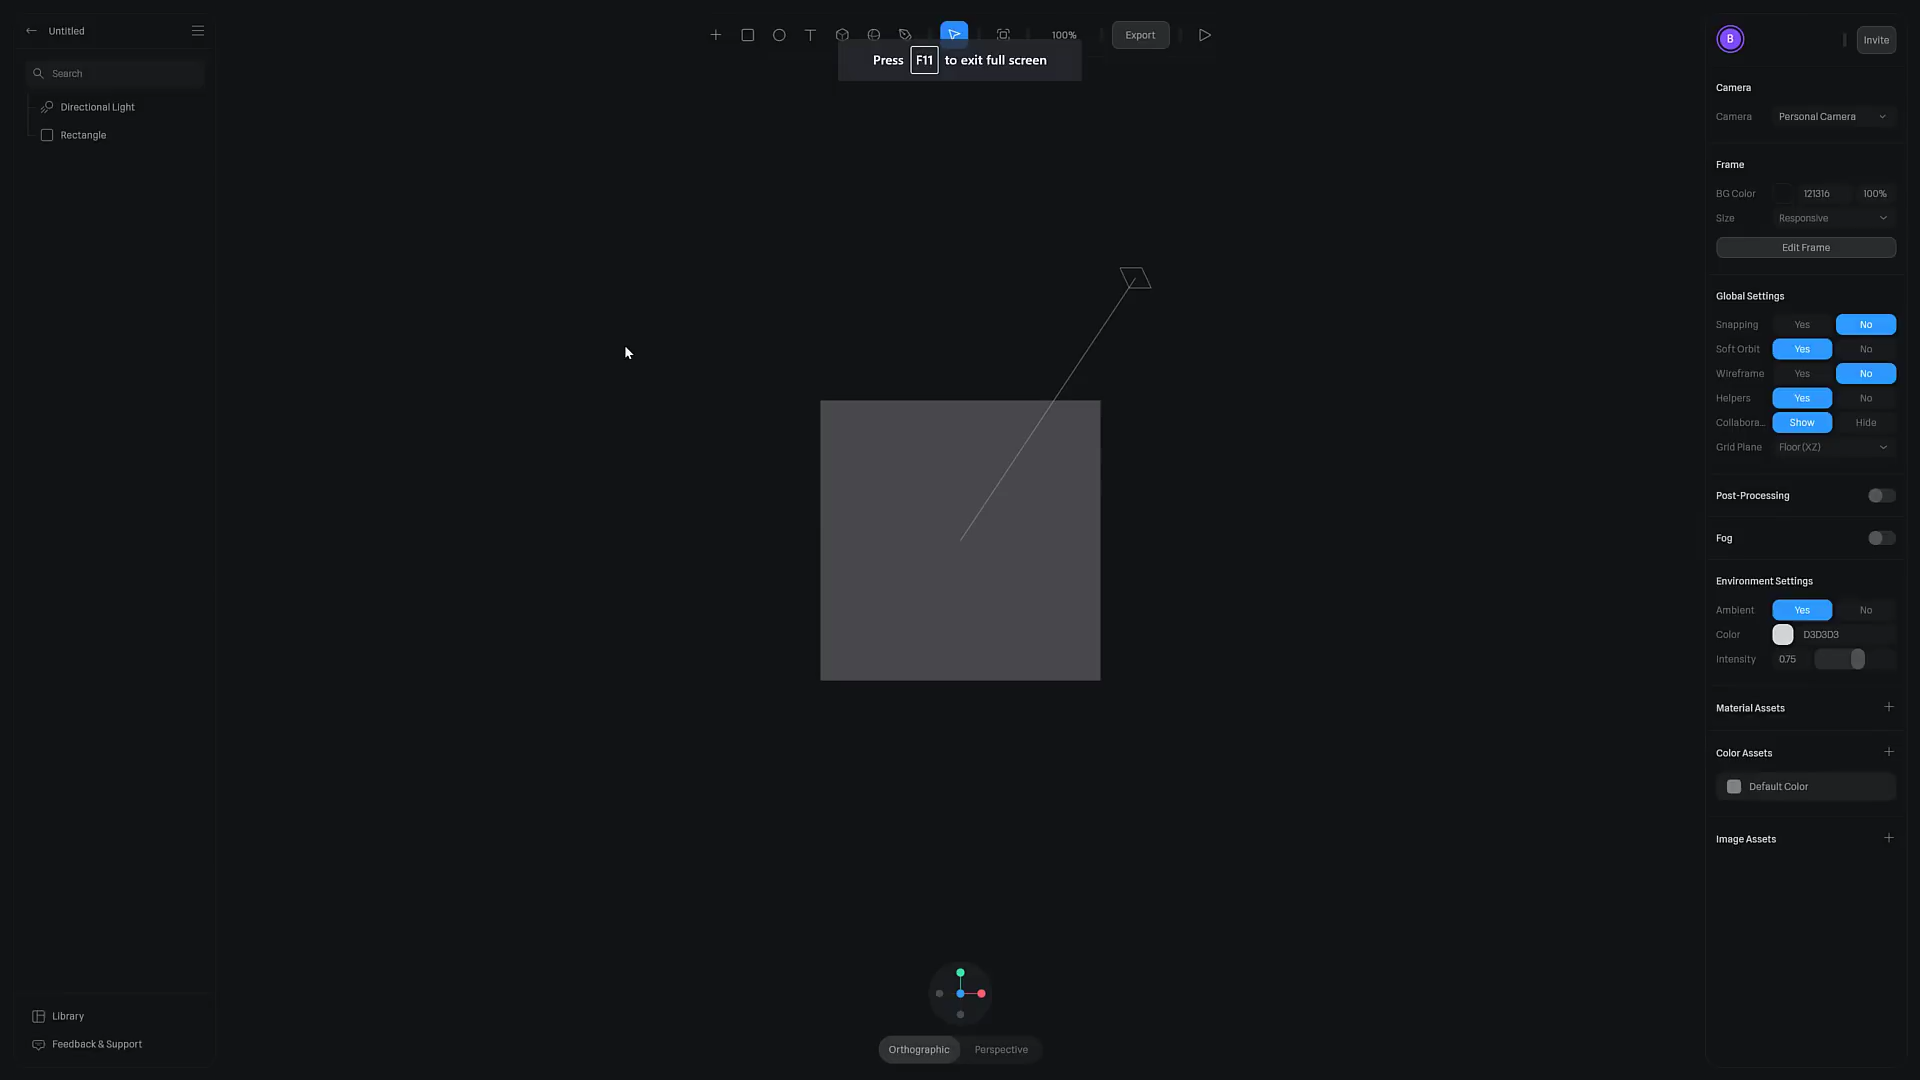 Untitled
Search
Directional Light
Rectangle
Library
Feedback & Support
100%
Export
Press F11 to exit full screen
Orthographic
Perspective
B
Invite
Camera
Camera Personal Camera
Frame
BG Color 121316 100%
Size Responsive
Edit Frame
Global Settings
Snapping Yes No
Soft Orbit Yes No
Wireframe Yes No
Helpers Yes No
Collabora... Show Hide
Grid Plane Floor (XZ)
Post-Processing
Fog
Environment Settings
Ambient Yes No
Color D3D3D3
Intensity 0.75
Material Assets
Color Assets
Default Color
Image Assets